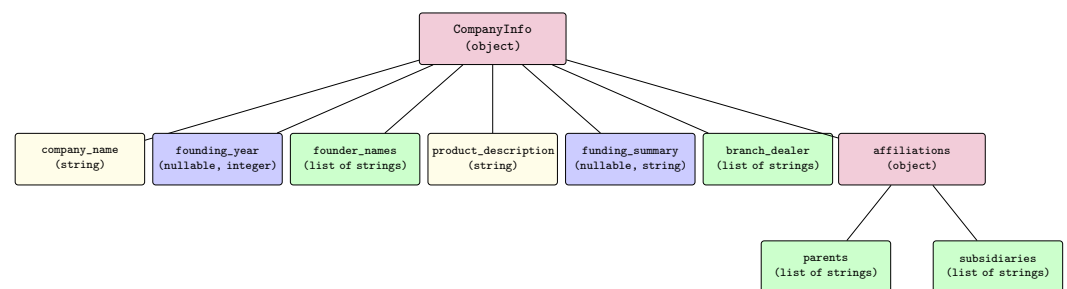 CompanyInfo
(object)
company_name
(string)
founding_year
(nullable, integer)
founder_names
(list of strings)
product_description
(string)
funding_summary
(nullable, string)
branch_dealer
(list of strings)
affiliations
(object)
parents
(list of strings)
subsidiaries
(list of strings)